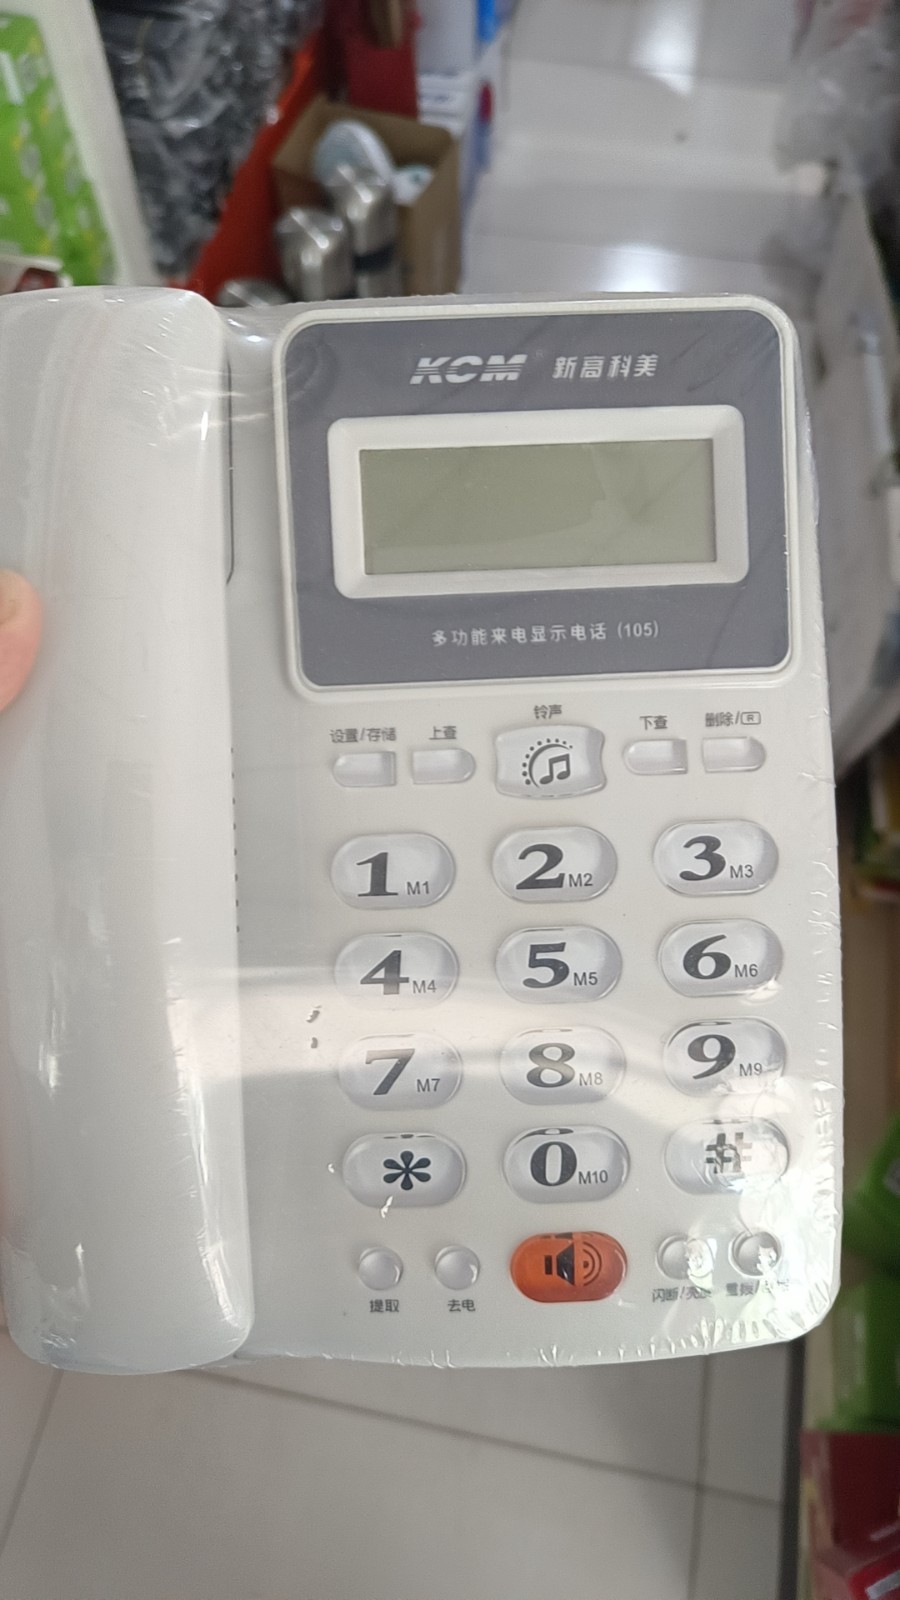 KCM® 新高科美
多功能来电显示电话 (105)
铃声
设置/存储 上查 下查 删除/R
1 M1 2 M2 3 M3
4 M4 5 M5 6 M6
7 M7 8 M8 9 M9
* 0 M10 #
提取 去电 闪断/